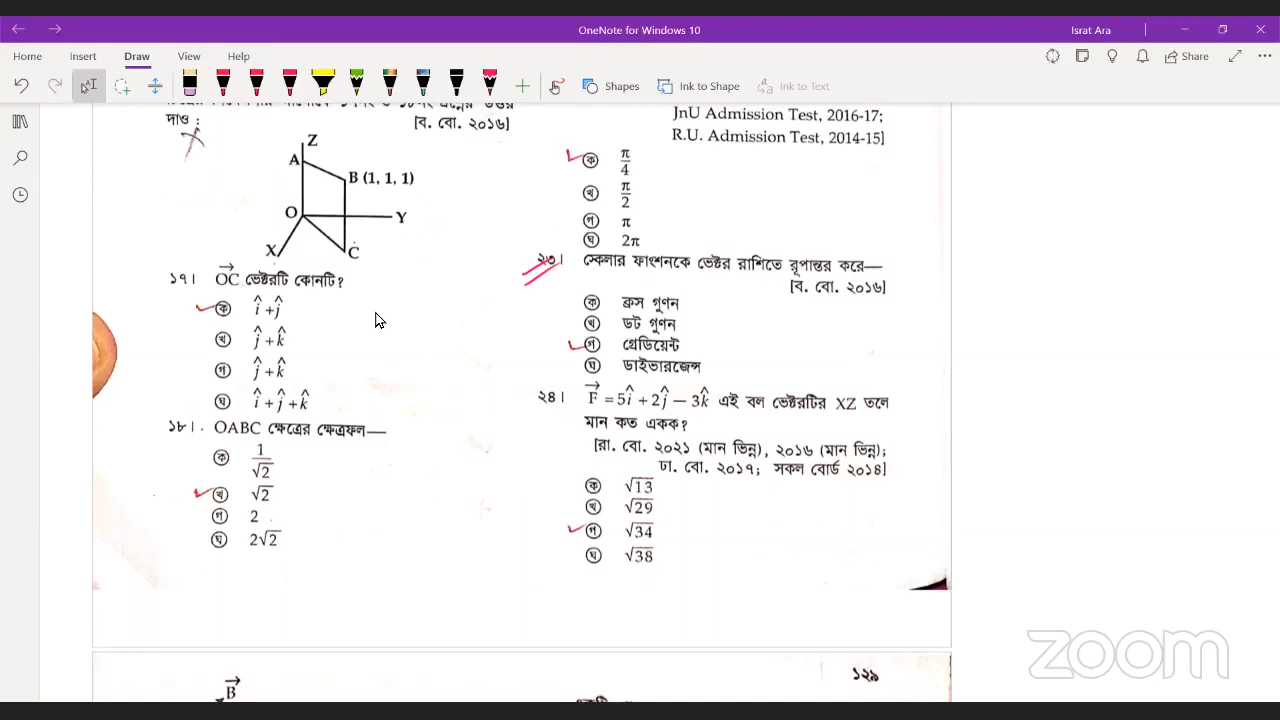 OneNote for Windows 10
Israt Ara
Home
Insert
Draw
View
Help
Share
Shapes
Ink to Shape
Ink to Text
দাও :
[ব. বো. ২০১৬]
Z
A
B (1, 1, 1)
O
Y
X
C
১৭। OC⃗ ভেক্টরটি কোনটি?
ক î + ĵ
খ ĵ + k̂
গ ĵ + k̂
ঘ î + ĵ + k̂
১৮। OABC ক্ষেত্রের ক্ষেত্রফল—
ক 1/√2
খ √2
গ 2
ঘ 2√2
JnU Admission Test, 2016-17;
R.U. Admission Test, 2014-15]
ক π/4
খ π/2
গ π
ঘ 2π
২৩। স্কেলার ফাংশনকে ভেক্টর রাশিতে রূপান্তর করে—
[ব. বো. ২০১৬]
ক ক্রস গুণন
খ ডট গুণন
গ গ্রেডিয়েন্ট
ঘ ডাইভারজেন্স
২৪। F⃗ = 5î + 2ĵ − 3k̂ এই বল ভেক্টরটির XZ তলে
মান কত একক?
[রা. বো. ২০২১ (মান ভিন্ন), ২০১৬ (মান ভিন্ন);
ঢা. বো. ২০১৭; সকল বোর্ড ২০১৪]
ক √13
খ √29
গ √34
ঘ √38
zoom
১২৯
B⃗